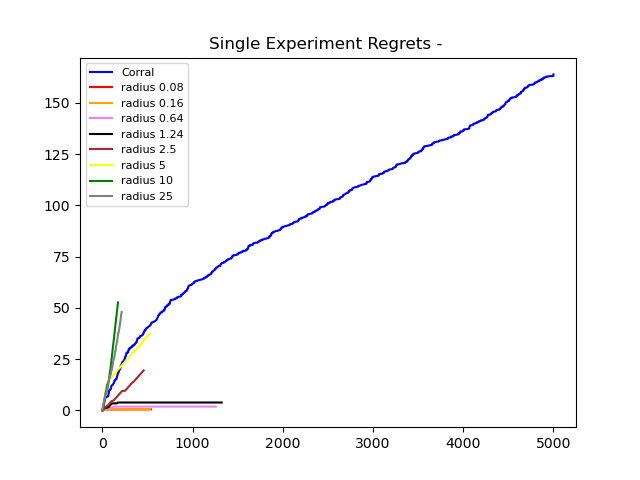 Single Experiment Regrets -
Corral
radius 0.08
radius 0.16
radius 0.64
radius 1.24
radius 2.5
radius 5
radius 10
radius 25
150
125
100
75
50
25
0
0 1000 2000 3000 4000 5000